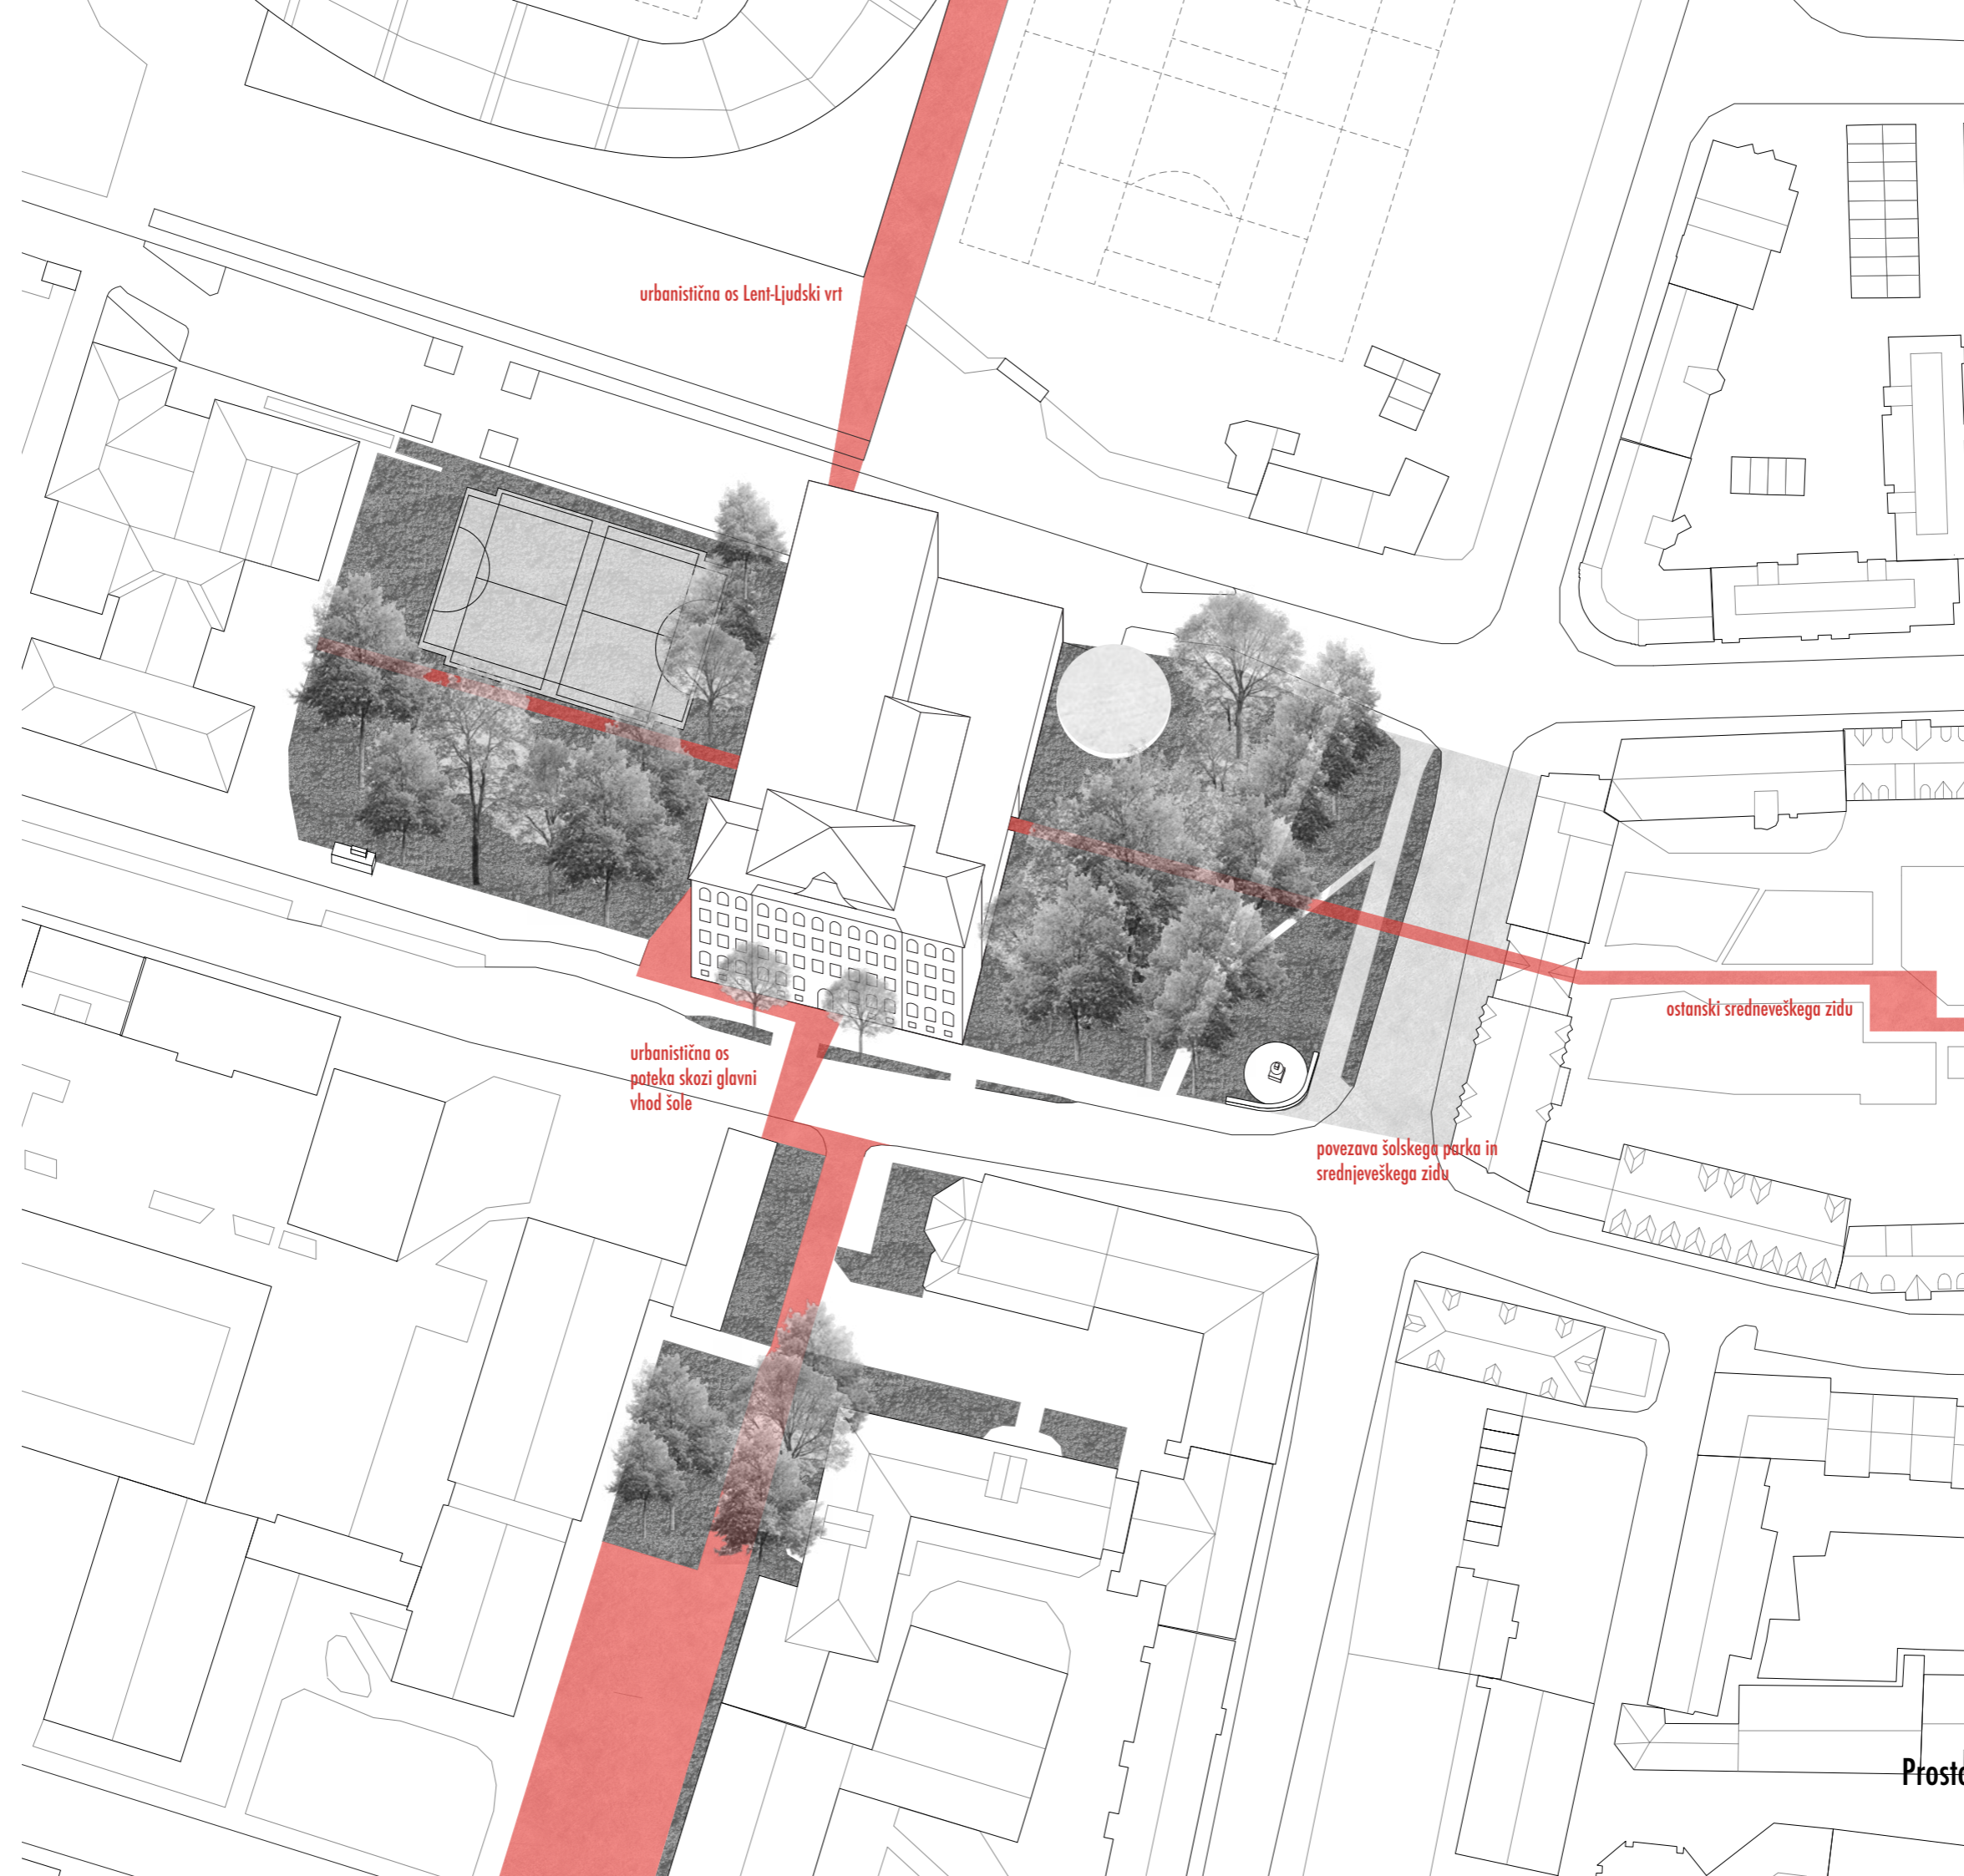 urbanistična os Lent-Ljudski vrt
ostanski sredneveškega zidu
urbanistična os
poteka skozi glavni
vhod šole
povezava šolskega parka in
srednjeveškega zidu